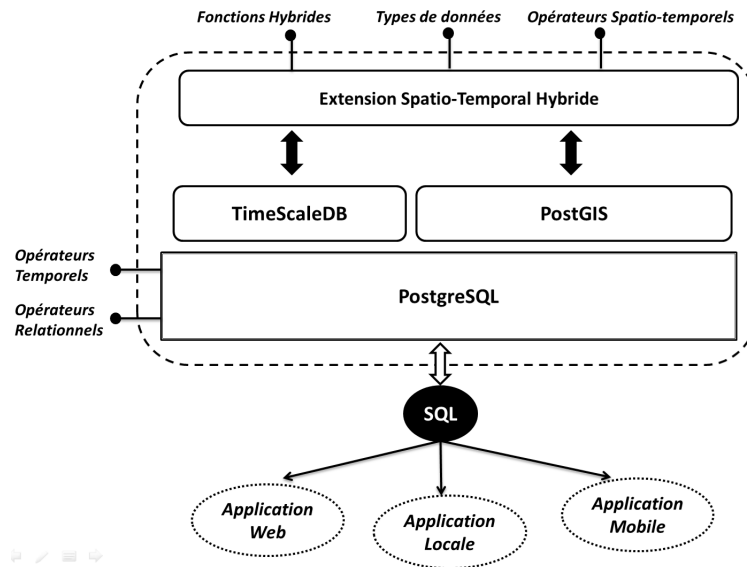 Fonctions Hybrides
Types de données
Opérateurs Spatio-temporels
Extension Spatio-Temporal Hybride
TimeScaleDB
PostGIS
Opérateurs
Temporels
PostgreSQL
Opérateurs
Relationnels
SQL
Application
Web
Application
Locale
Application
Mobile